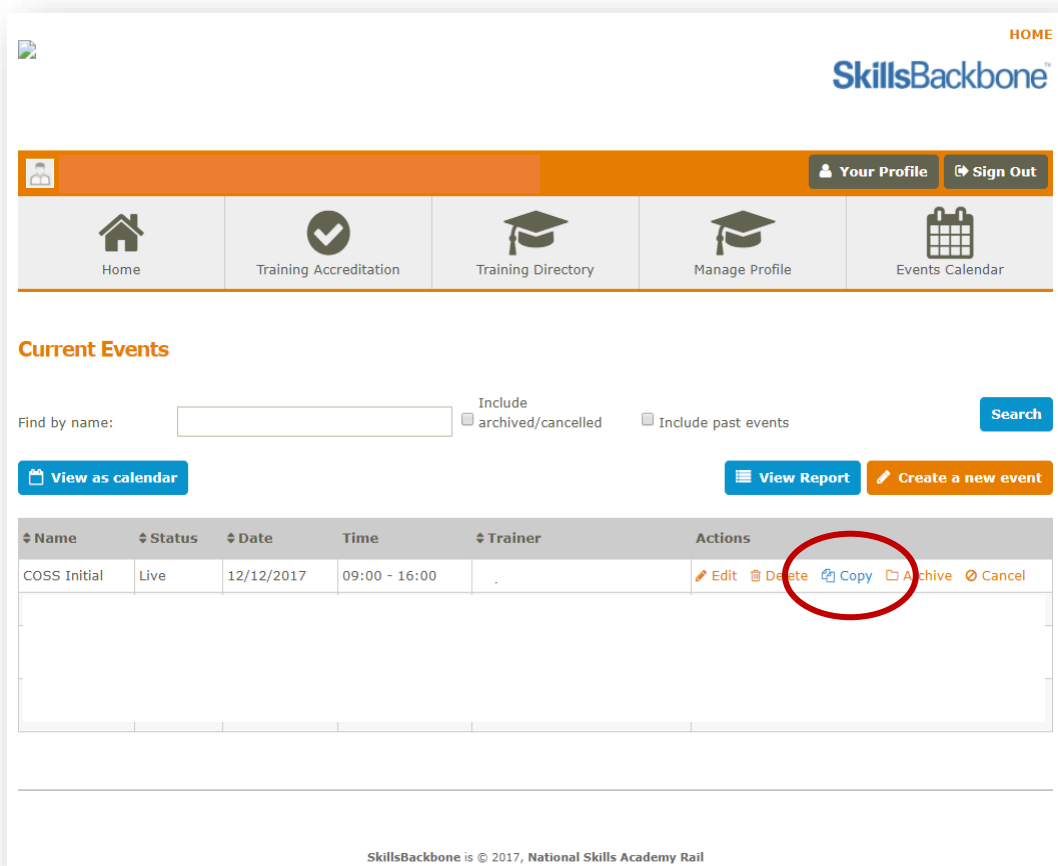 HOME
SkillsBackbone™
Your Profile Sign Out
Home Training Accreditation Training Directory Manage Profile Events Calendar
Current Events
Include
Find by name: archived/cancelled Include past events Search
View as calendar View Report Create a new event
Name Status Date Time Trainer Actions
COSS Initial Live 12/12/2017 09:00 - 16:00 Edit Delete Copy Archive Cancel
SkillsBackbone is © 2017, National Skills Academy Rail